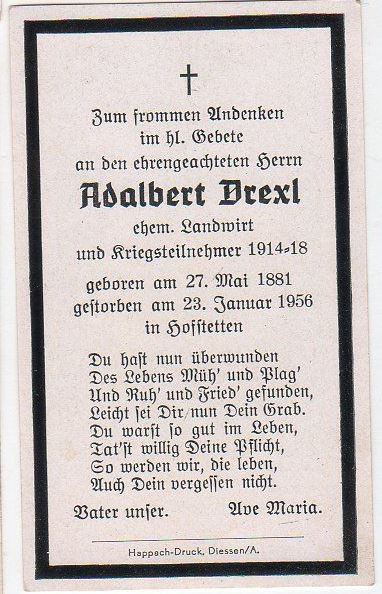 Zum frommen Andenken
im hl. Gebete
an den ehrengeachteten Herrn
Adalbert Drexl
ehem. Landwirt
und Kriegsteilnehmer 1914-18
geboren am 27. Mai 1881
gestorben am 23. Januar 1956
in Hofstetten
Du hast nun überwunden
Des Lebens Müh' und Plag'
Und Ruh' und Fried' gefunden,
Leicht sei Dir nun Dein Grab.
Du warst so gut im Leben,
Tat'st willig Deine Pflicht,
So werden wir, die leben,
Auch Dein vergessen nicht.
Vater unser. Ave Maria.
Happach-Druck, Diessen/A.